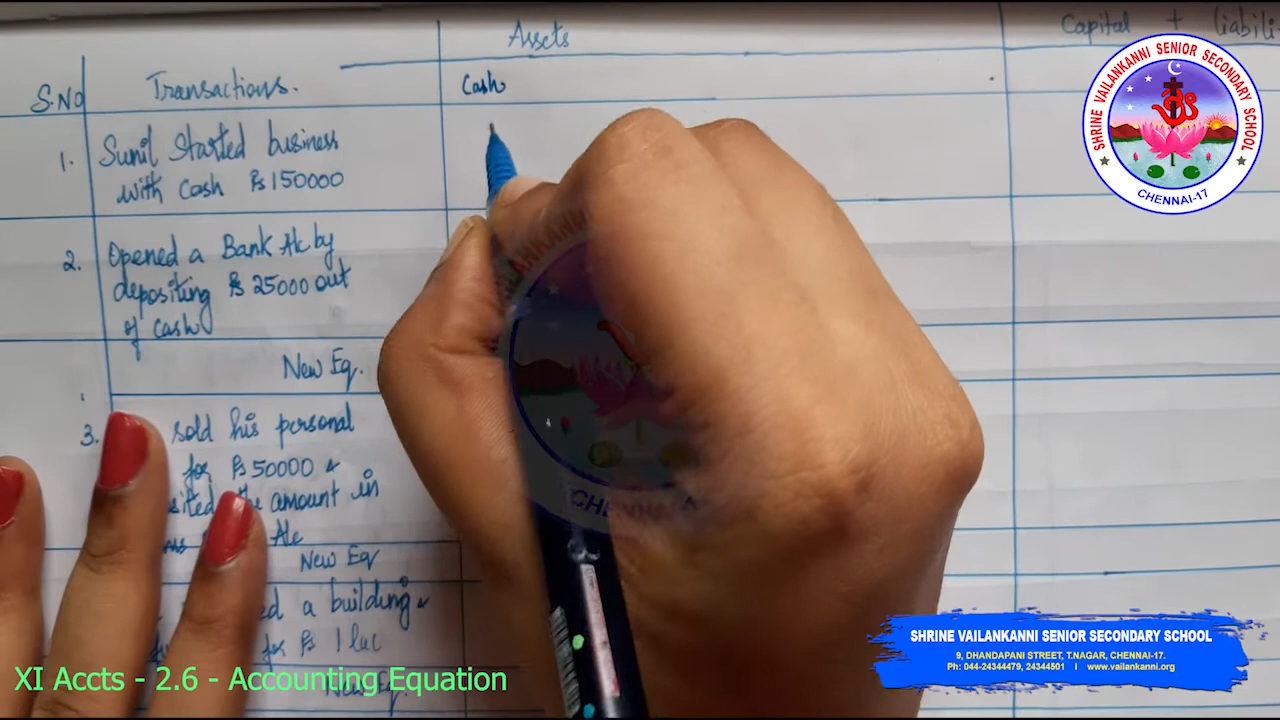 Assets
Capital + liabili
S.No
Transactions.
Cash
1.
Sunil Started business
with Cash ₨ 150000
2.
Opened a Bank A/c by
depositing ₨ 25000 out
of cash
New Eq.
3.
sold his personal
for ₨ 50000 &
the amount in
A/c
New Eq
a building &
for ₨ 1 lac
New Eq.
SHRINE VAILANKANNI SENIOR SECONDARY SCHOOL
CHENNAI-17
CHENNAI
SHRINE VAILANKANNI SENIOR SECONDARY SCHOOL
9, DHANDAPANI STREET, T.NAGAR, CHENNAI-17.
Ph: 044-24344479, 24344501 I www.vailankanni.org
XI Accts - 2.6 - Accounting Equation